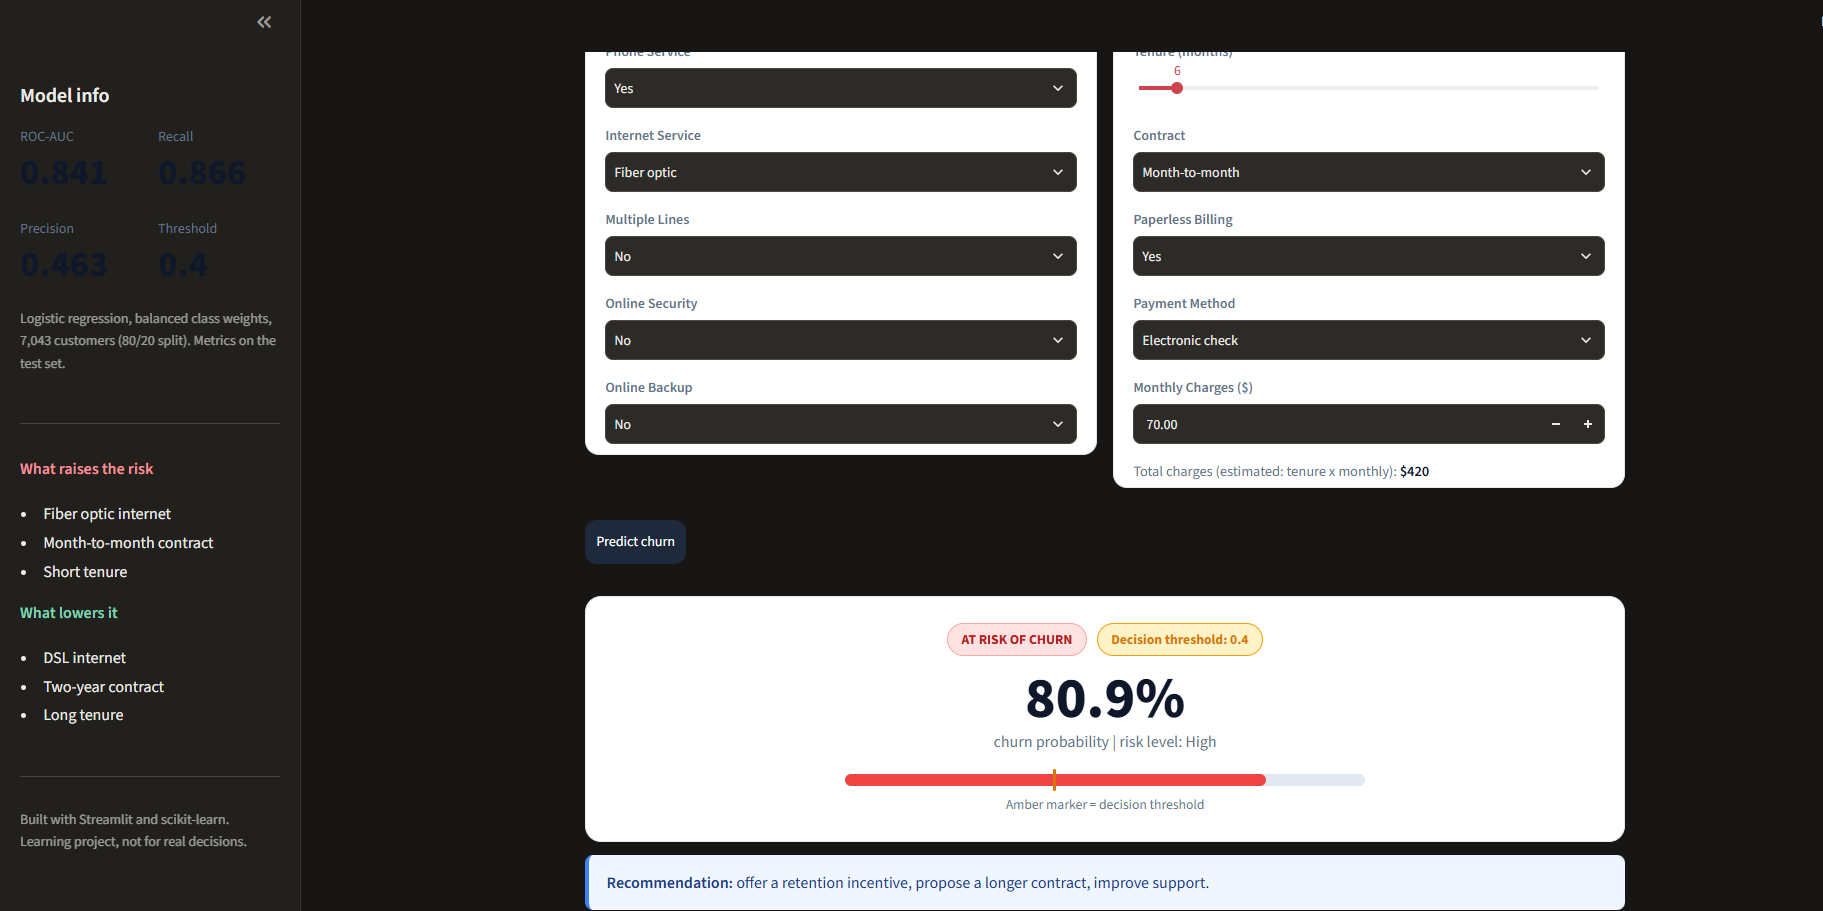 Model info
ROC-AUC
Recall
0.841
0.866
Precision
Threshold
0.463
0.4
Logistic regression, balanced class weights,
7,043 customers (80/20 split). Metrics on the
test set.
What raises the risk
Fiber optic internet
Month-to-month contract
Short tenure
What lowers it
DSL internet
Two-year contract
Long tenure
Built with Streamlit and scikit-learn.
Learning project, not for real decisions.
Phone Service
Yes
Internet Service
Fiber optic
Multiple Lines
No
Online Security
No
Online Backup
No
Tenure (months)
6
Contract
Month-to-month
Paperless Billing
Yes
Payment Method
Electronic check
Monthly Charges ($)
70.00
Total charges (estimated: tenure x monthly): $420
Predict churn
AT RISK OF CHURN
Decision threshold: 0.4
80.9%
churn probability | risk level: High
Amber marker = decision threshold
Recommendation: offer a retention incentive, propose a longer contract, improve support.